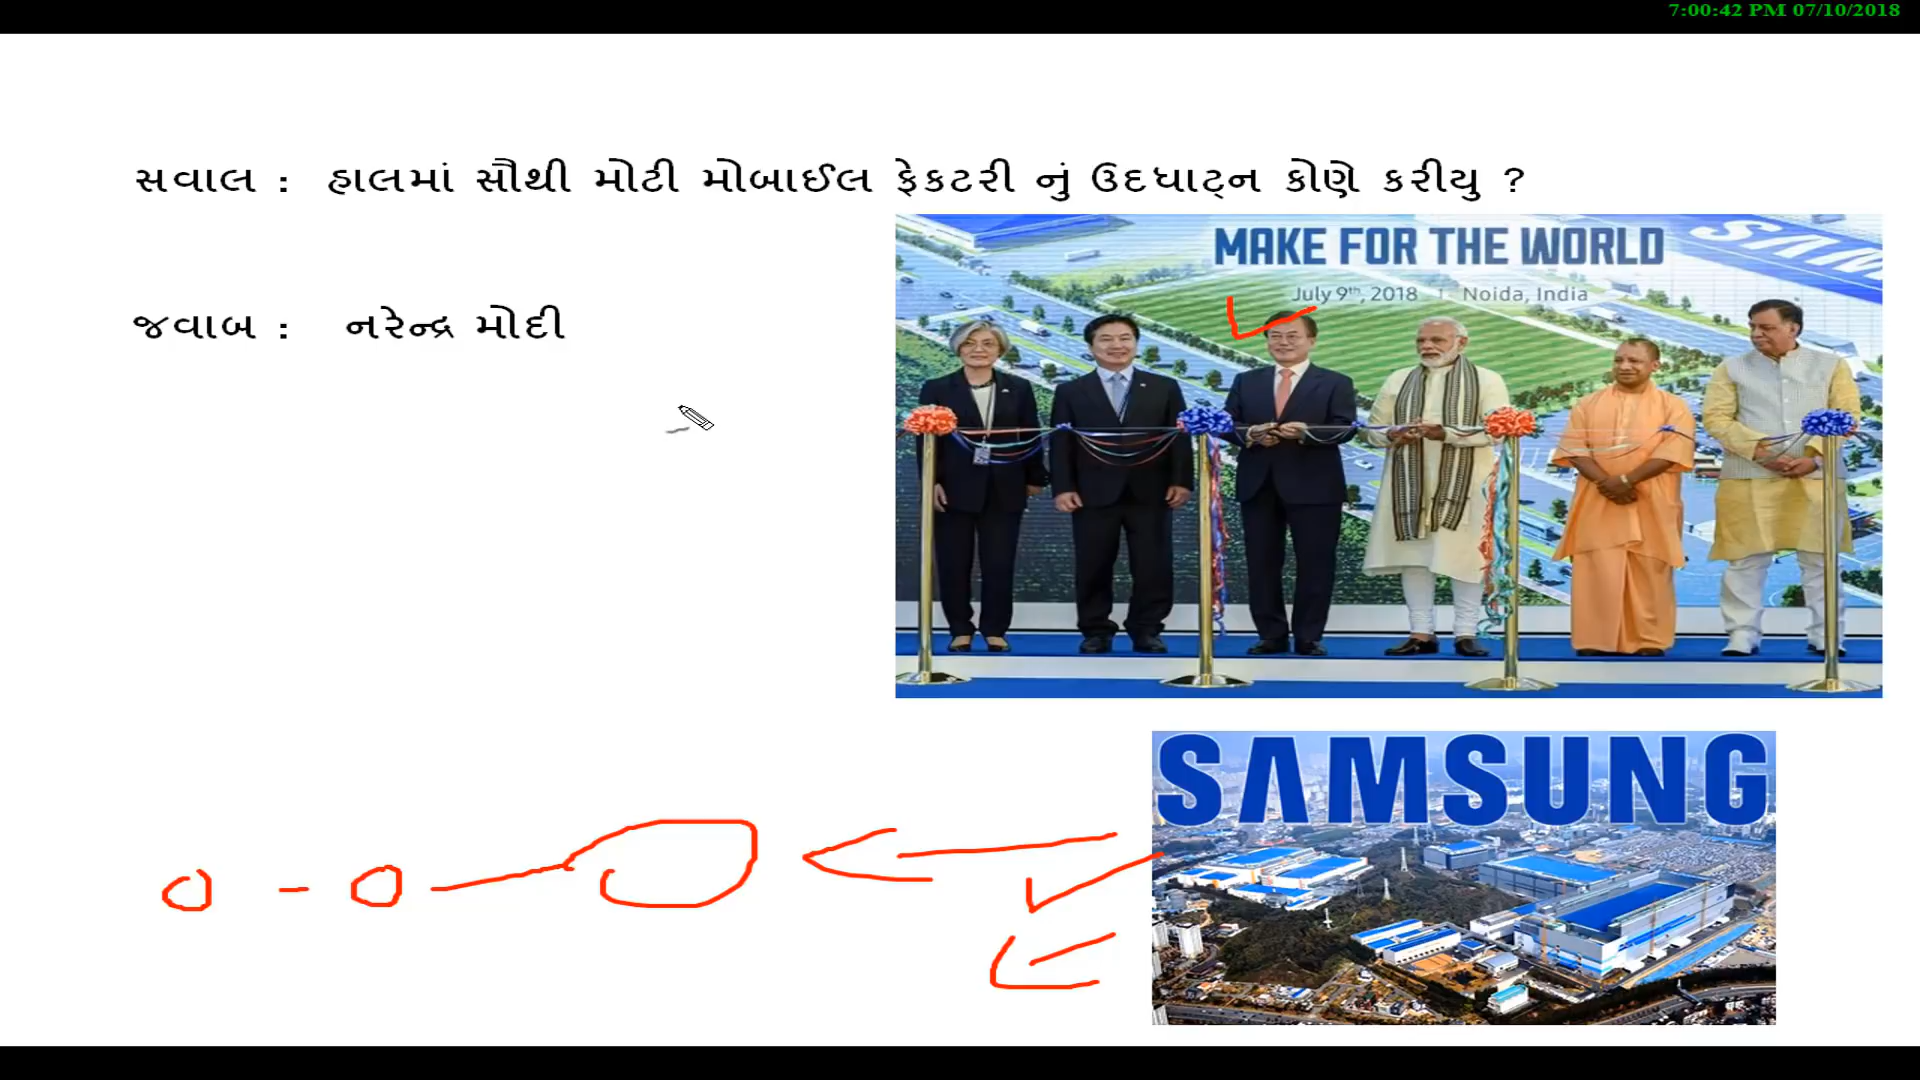 7:00:42 PM 07/10/2018
સવાલ : હાલમાં સૌથી મોટી મોબાઈલ ફેકટરી નું ઉદઘાટ્ન કોણે કરીયુ ?
MAKE FOR THE WORLD
SAM
July 9th, 2018 | Noida, India
જવાબ : નરેન્દ્ર મોદી
SAMSUNG